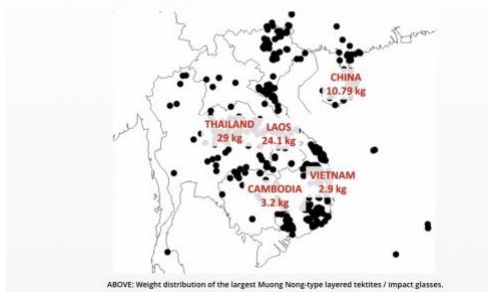 CHINA
10.79 kg
THAILAND
29 kg
LAOS
24.1 kg
VIETNAM
2.9 kg
CAMBODIA
3.2 kg
ABOVE: Weight distribution of the largest Muong Nong-type layered tektites / impact glasses.